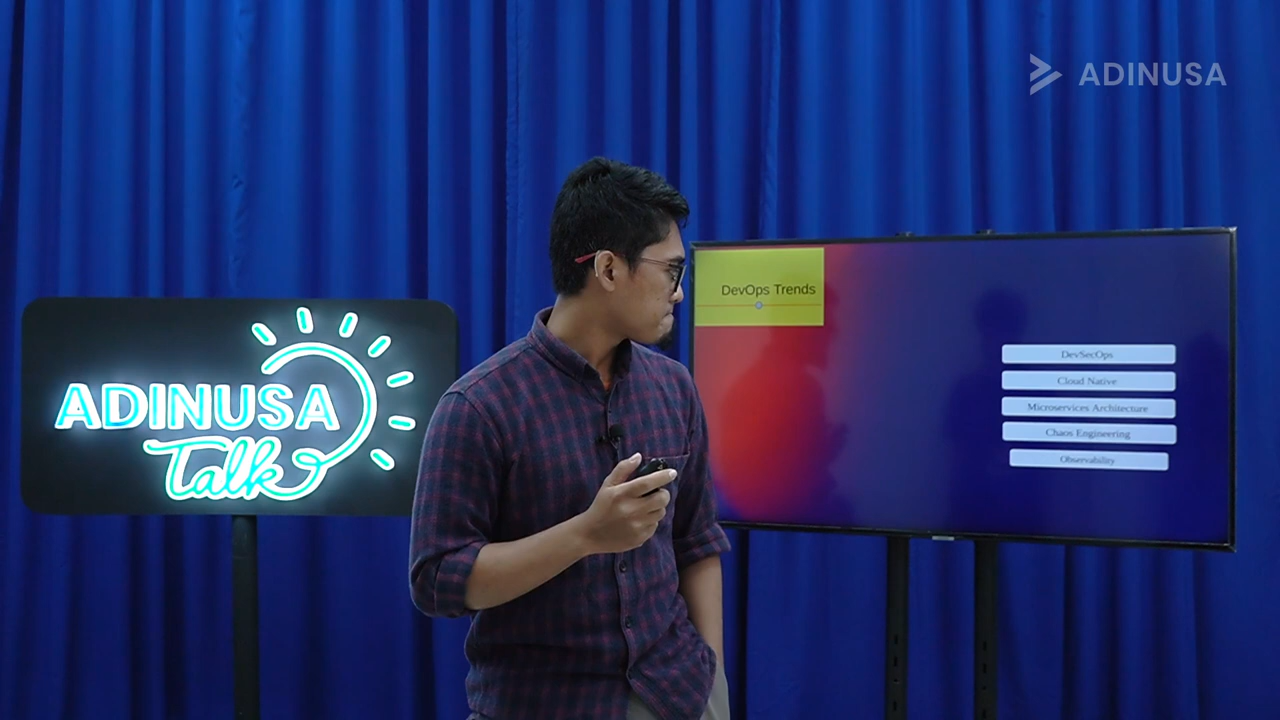 ADINUSA
ADINUSA
Talk
DevOps Trends
DevSecOps
Cloud Native
Microservices Architecture
Chaos Engineering
Observability